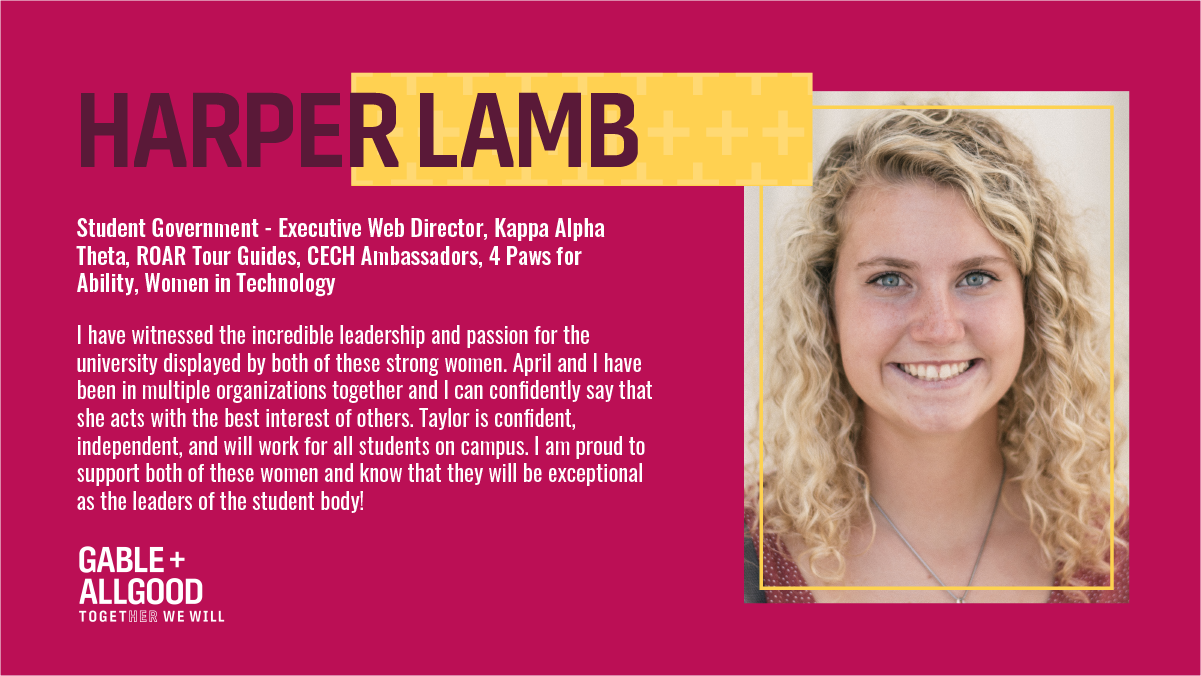 HARPER LAMB
Student Government - Executive Web Director, Kappa Alpha
Theta, ROAR Tour Guides, CECH Ambassadors, 4 Paws for
Ability, Women in Technology
I have witnessed the incredible leadership and passion for the
university displayed by both of these strong women. April and I have
been in multiple organizations together and I can confidently say that
she acts with the best interest of others. Taylor is confident,
independent, and will work for all students on campus. I am proud to
support both of these women and know that they will be exceptional
as the leaders of the student body!
GABLE +
ALLGOOD
TOGETHER WE WILL